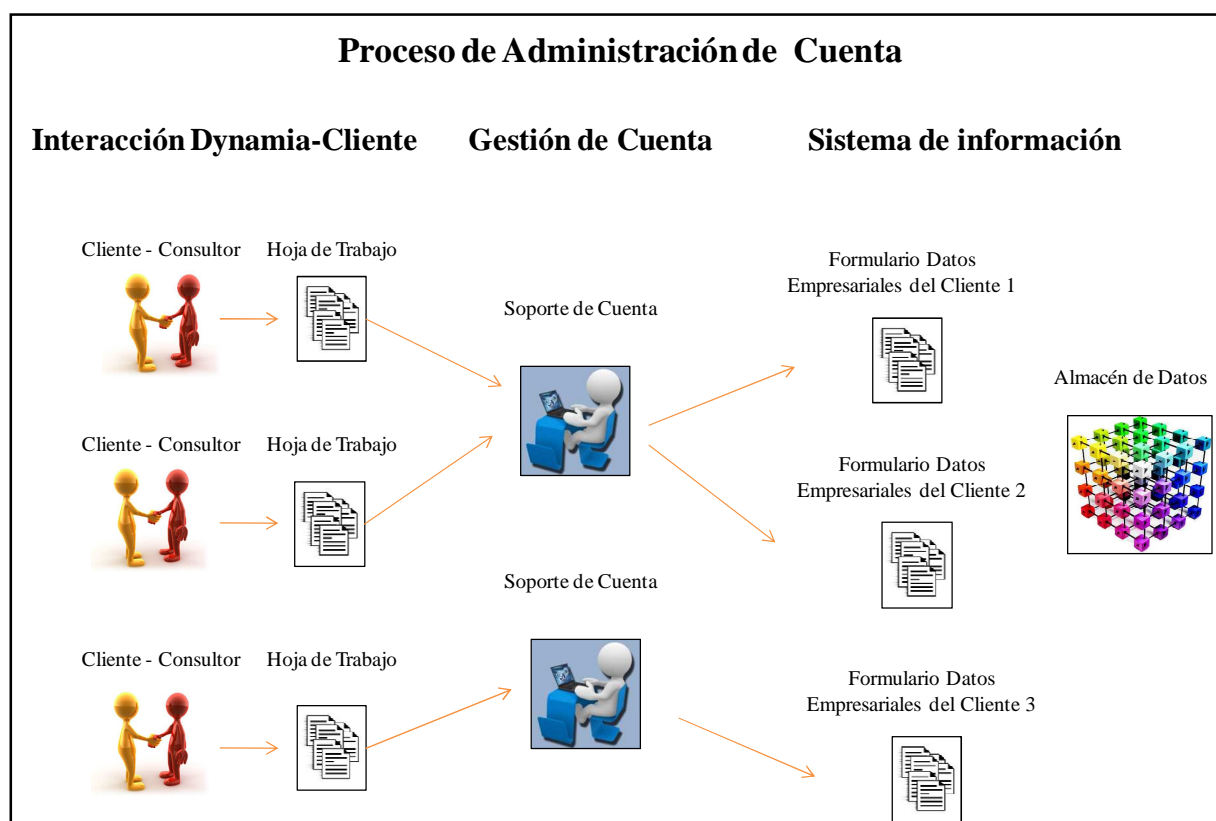 Proceso de Administración de Cuenta
Interacción Dynamia-Cliente
Gestión de Cuenta
Sistema de información
Cliente - Consultor
Hoja de Trabajo
Soporte de Cuenta
Formulario Datos
Empresariales del Cliente 1
Almacén de Datos
Cliente - Consultor
Hoja de Trabajo
Formulario Datos
Empresariales del Cliente 2
Soporte de Cuenta
Cliente - Consultor
Hoja de Trabajo
Formulario Datos
Empresariales del Cliente 3